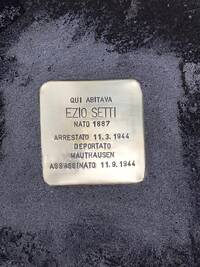 QUI ABITAVA
EZIO SETTI
NATO 1887
ARRESTATO 11.3.1944
DEPORTATO
MAUTHAUSEN
ASSASSINATO 11.9.1944